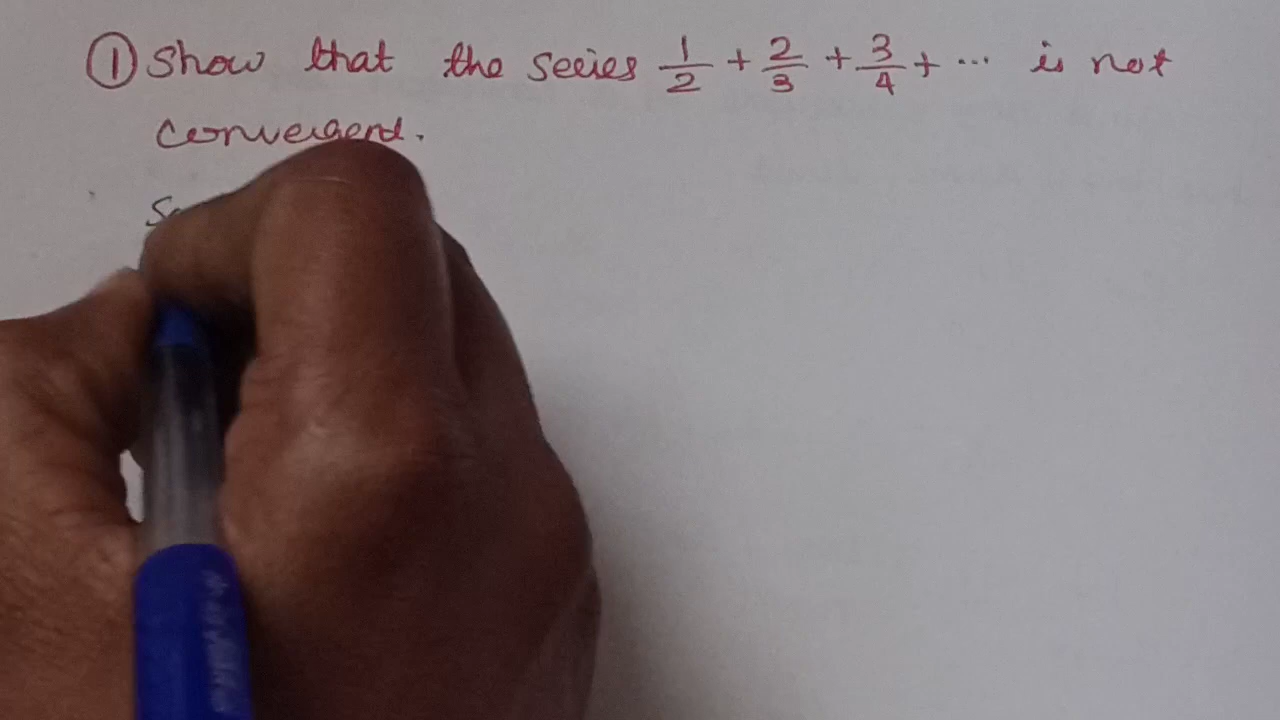 ① Show that the series 1/2 + 2/3 + 3/4 + ... is not
convergent.